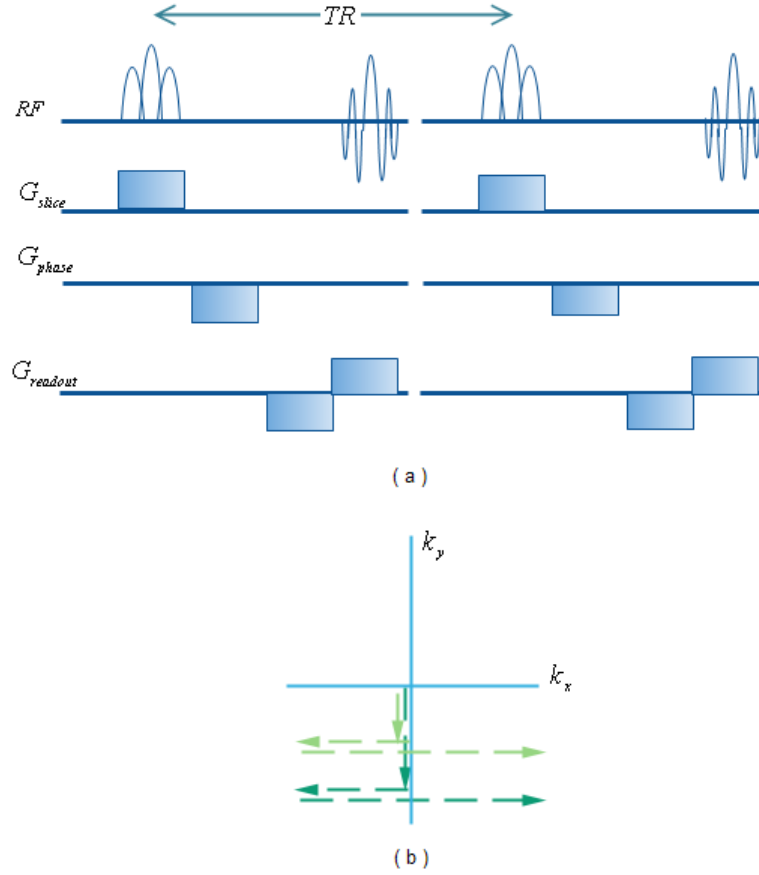 TR
RF
G_slice
G_phase
G_readout
( a )
k_y
k_x
( b )